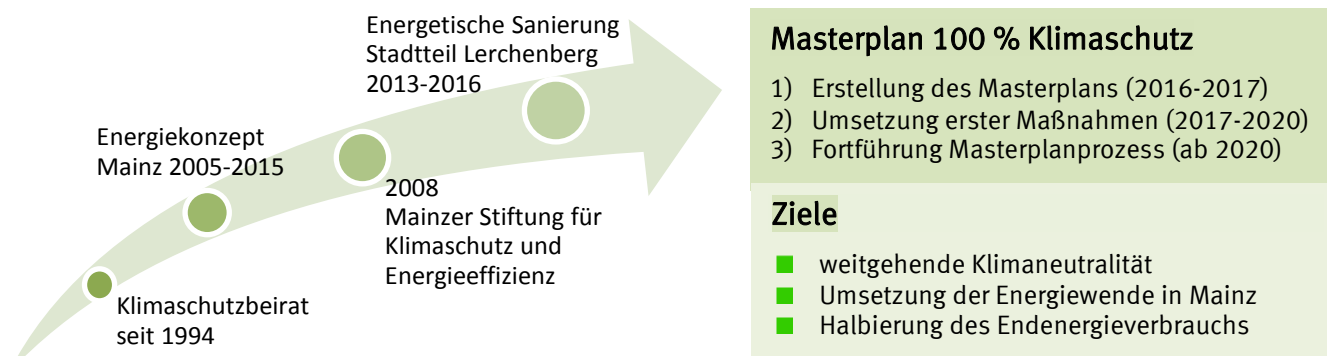 Energetische Sanierung
Stadtteil Lerchenberg
2013-2016
Energiekonzept
Mainz 2005-2015
2008
Mainzer Stiftung für
Klimaschutz und
Energieeffizienz
Klimaschutzbeirat
seit 1994
Masterplan 100 % Klimaschutz
1) Erstellung des Masterplans (2016-2017)
2) Umsetzung erster Maßnahmen (2017-2020)
3) Fortführung Masterplanprozess (ab 2020)
Ziele
weitgehende Klimaneutralität
Umsetzung der Energiewende in Mainz
Halbierung des Endenergieverbrauchs